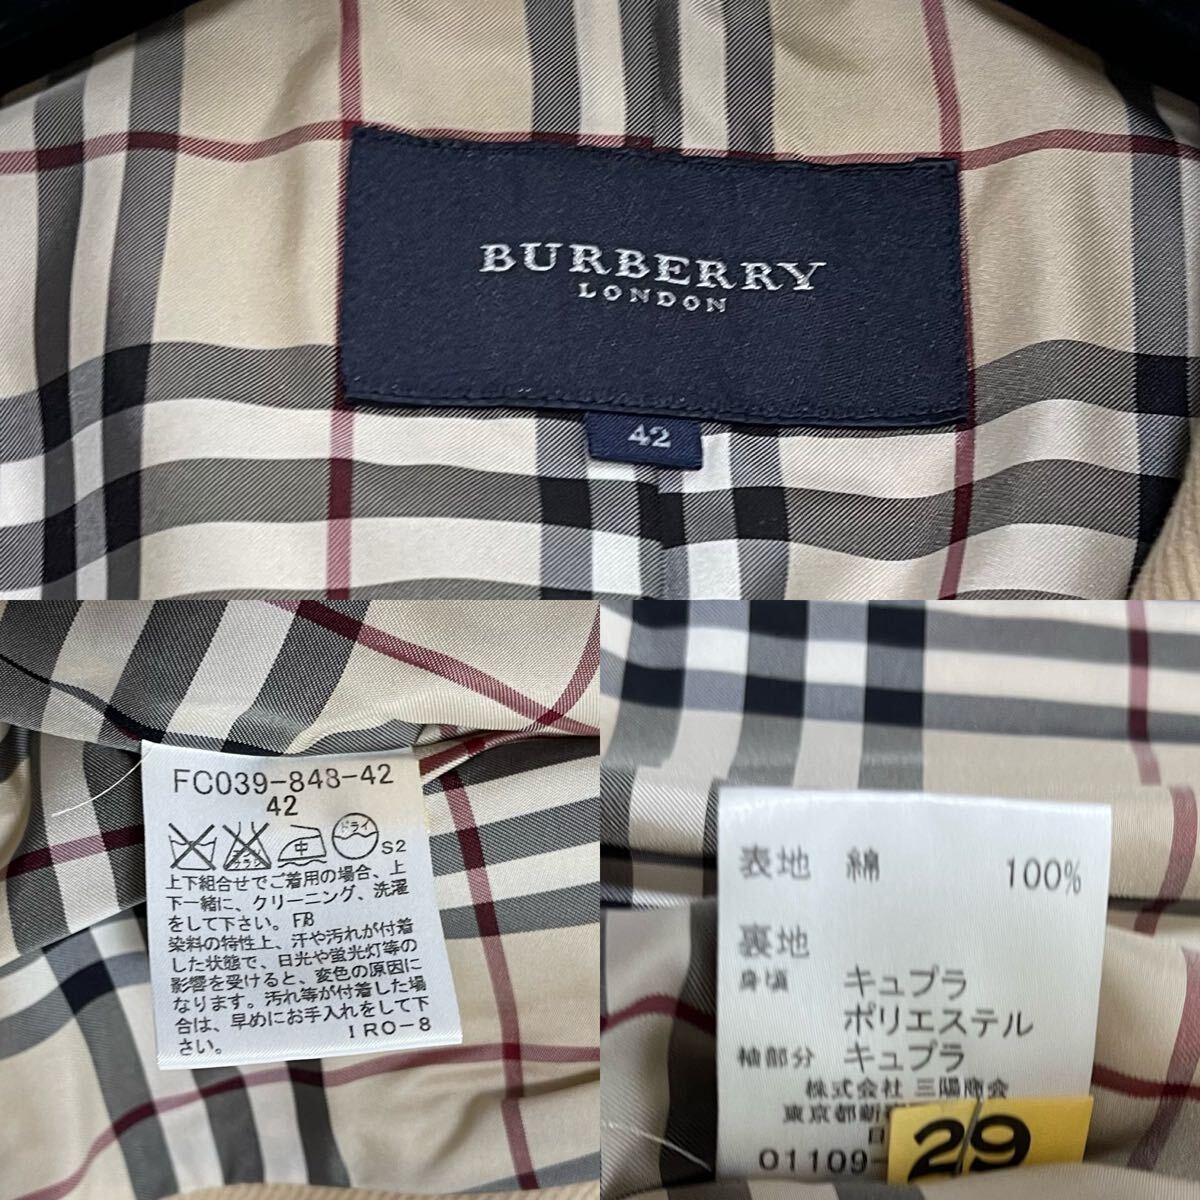 BURBERRY
LONDON
42
FC039-848-42
42
ドライ
中
S2
上下組合せでご着用の場合、上
下一緒に、クリーニング、洗濯
をして下さい。FB
染料の特性上、汗や汚れが付着
した状態で、日光や蛍光灯等の
影響を受けると、変色の原因に
なります。汚れ等が付着した場
合は、早めにお手入れをして下
さい。 IRO-8
表地 綿 100%
裏地
身頃 キュプラ
ポリエステル
袖部分 キュプラ
株式会社 三陽商会
東京都新
01109-
29